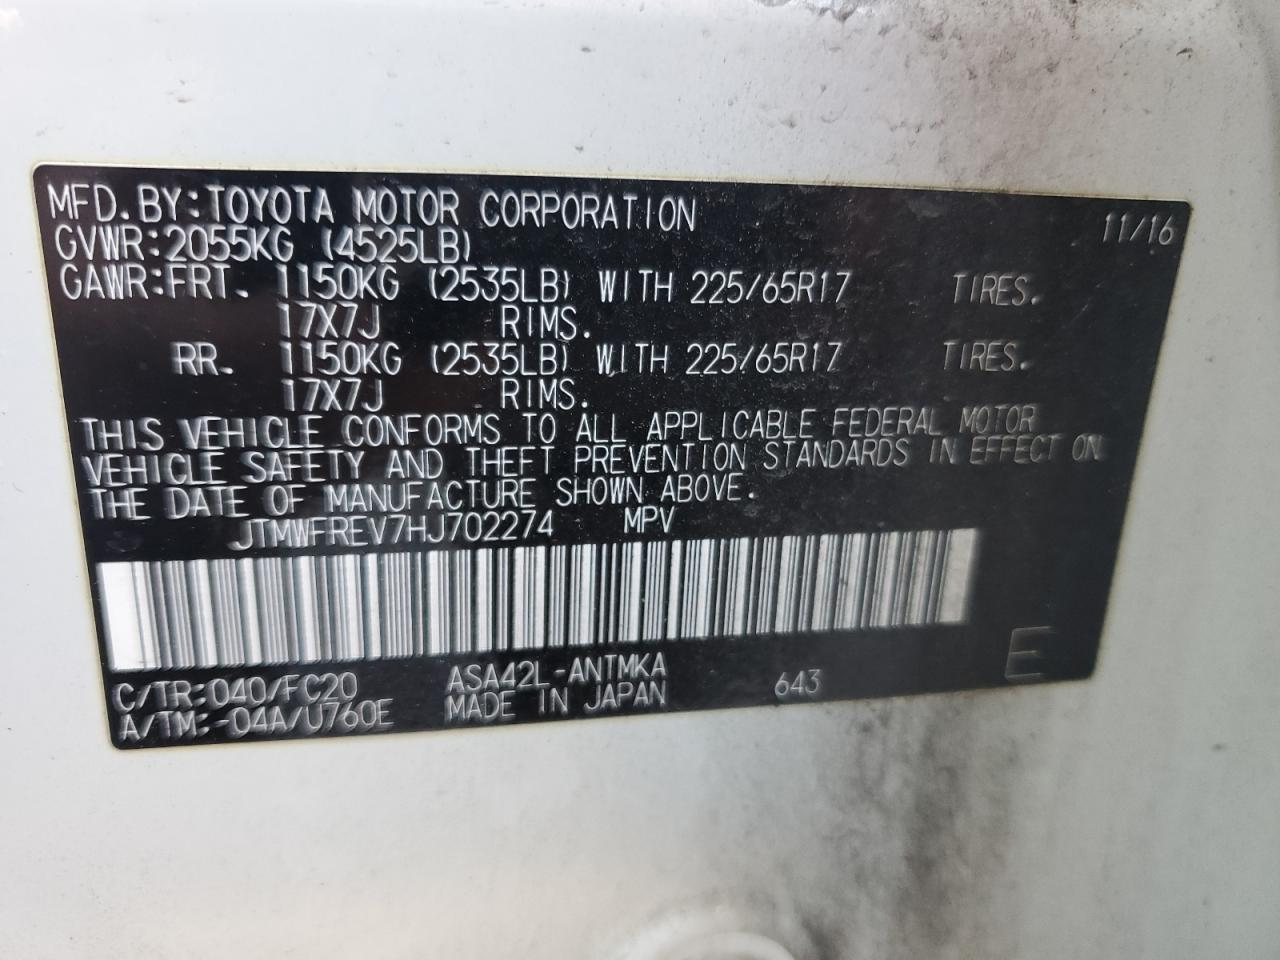 MFD. BY: TOYOTA MOTOR CORPORATION 11/16
GVWR: 2055KG (4525LB)
GAWR: FRT. 1150KG (2535LB) WITH 225/65R17 TIRES.
17X7J RIMS.
RR. 1150KG (2535LB) WITH 225/65R17 TIRES.
17X7J RIMS.
THIS VEHICLE CONFORMS TO ALL APPLICABLE FEDERAL MOTOR
VEHICLE SAFETY AND THEFT PREVENTION STANDARDS IN EFFECT ON
THE DATE OF MANUFACTURE SHOWN ABOVE.
JTMWFREV7HJ702274 MPV
C/TR: 040/FC20 ASA42L-ANTMKA 643 E
A/TM: -04A/U760E MADE IN JAPAN